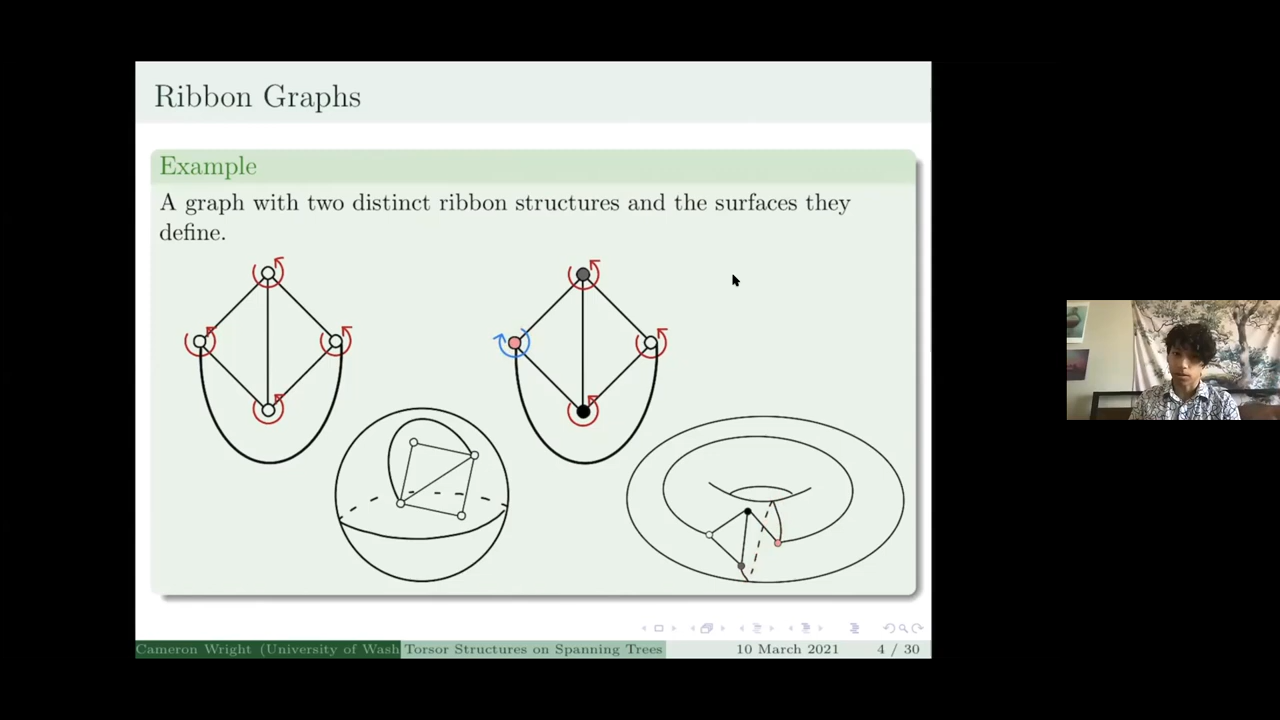 Ribbon Graphs
Example
A graph with two distinct ribbon structures and the surfaces they
define.
Cameron Wright (University of Wash
Torsor Structures on Spanning Trees
10 March 2021
4 / 30